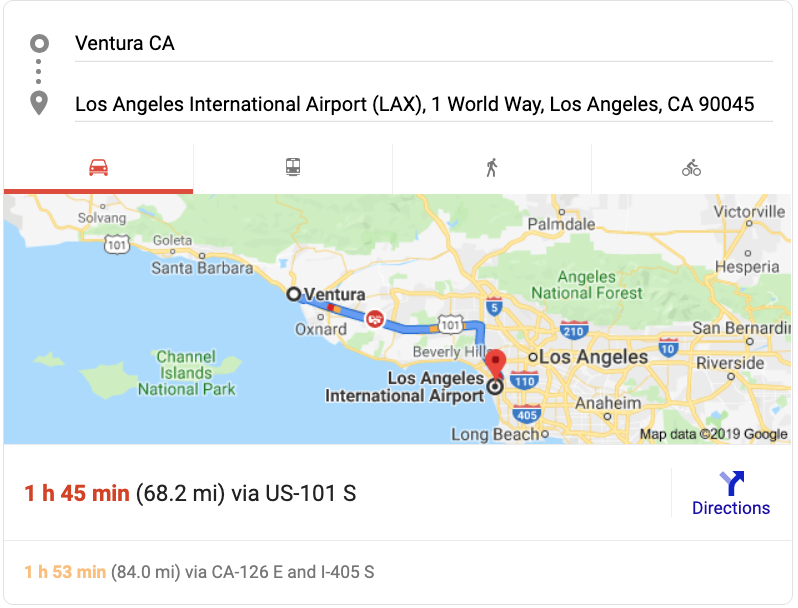 Ventura CA
Los Angeles International Airport (LAX), 1 World Way, Los Angeles, CA 90045
Solvang
101
Goleta
Santa Barbara
Victorville
Palmdale
Hesperia
Angeles
National Forest
Ventura
Oxnard
5
101
210
San Bernardi
10
Beverly Hill
Los Angeles
Riverside
Channel
Islands
National Park
Los Angeles
International Airport
110
Anaheim
405
Long Beach
Map data ©2019 Google
1 h 45 min (68.2 mi) via US-101 S
Directions
1 h 53 min (84.0 mi) via CA-126 E and I-405 S